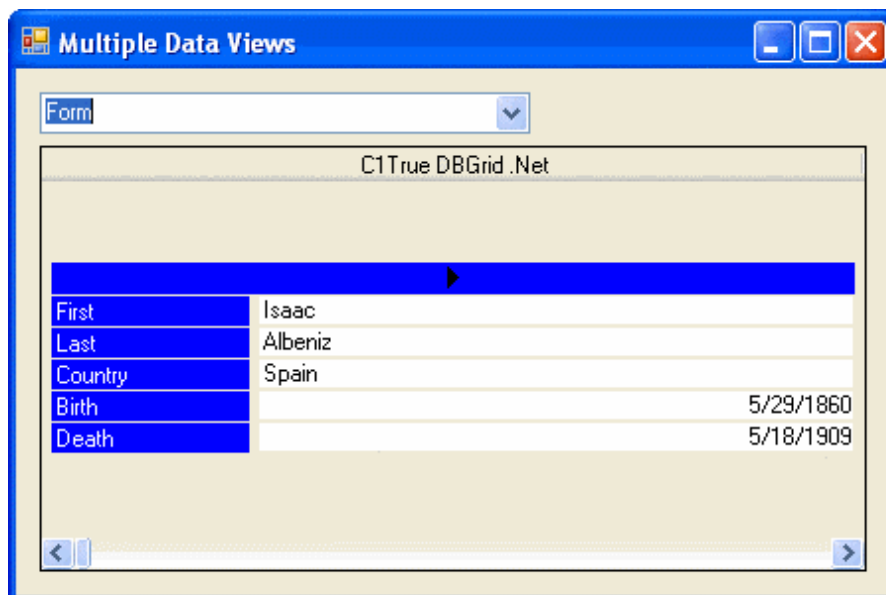 Multiple Data Views
Form
C1True DBGrid .Net
First Isaac
Last Albeniz
Country Spain
Birth 5/29/1860
Death 5/18/1909